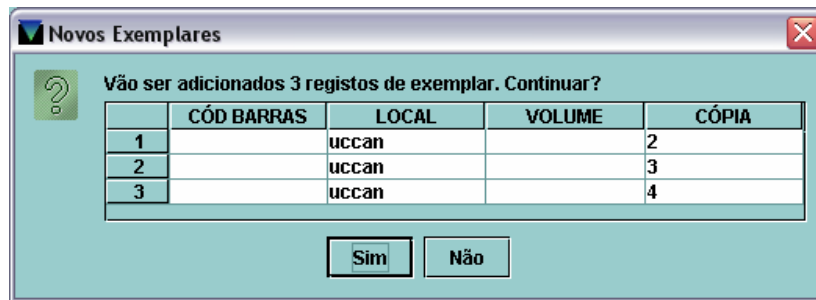 Novos Exemplares
Vão ser adicionados 3 registos de exemplar. Continuar?
CÓD BARRAS LOCAL VOLUME CÓPIA
1 uccan 2
2 uccan 3
3 uccan 4
Sim Não